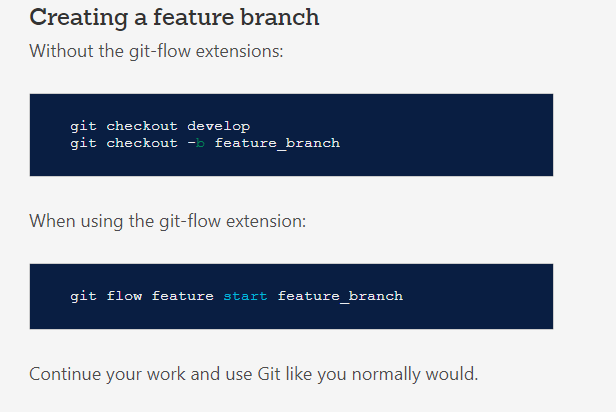 Creating a feature branch
Without the git-flow extensions:
git checkout develop
git checkout -b feature_branch
When using the git-flow extension:
git flow feature start feature_branch
Continue your work and use Git like you normally would.